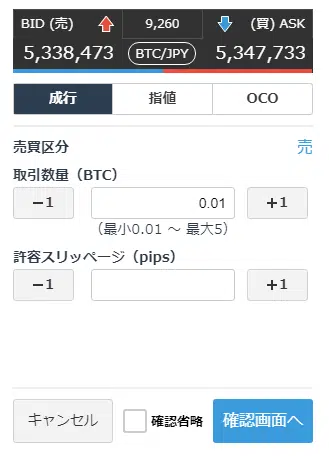 BID (売) 9,260 (買) ASK
5,338,473 BTC/JPY 5,347,733
成行 指値 OCO
売買区分 売
取引数量（BTC）
－1 0.01 ＋1
（最小0.01 ～ 最大5）
許容スリッページ（pips）
－1 ＋1
キャンセル 確認省略 確認画面へ